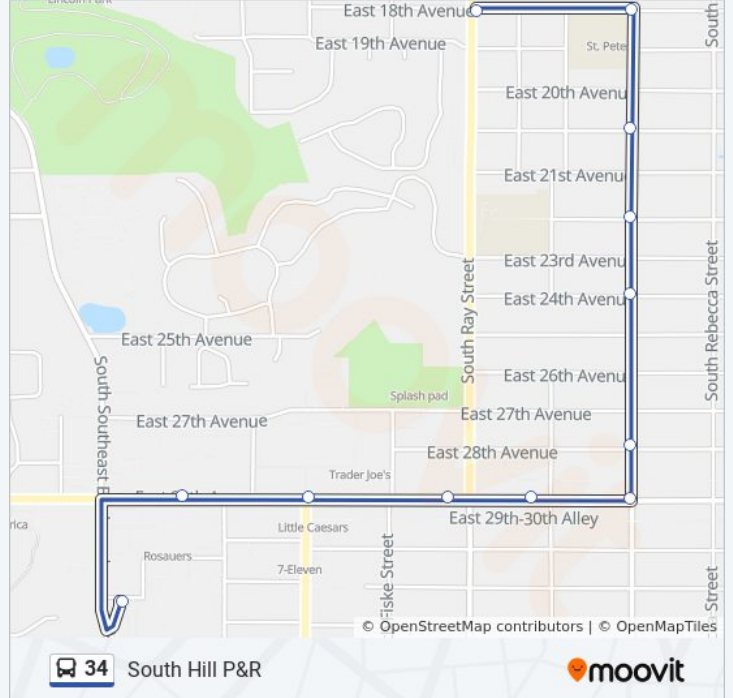 East 18th Avenue
South
East 19th Avenue
St. Pete
East 20th Avenu
East 21st Avenu
East 23rd Avenu
South Ray Street
South Rebecca Street
East 24th Avenu
East 25th Avenue
South Southeast B
East 26th Avenu
Splash pad
East 27th Avenue
East 27th Avenue
East 28th Avenue
Trader Joe's
East 29th-30th Alley
rica
Little Caesars
Rosauers
7-Eleven
Fiske Street
Street
© OpenStreetMap contributors | © OpenMapTiles
34 South Hill P&R
moovit